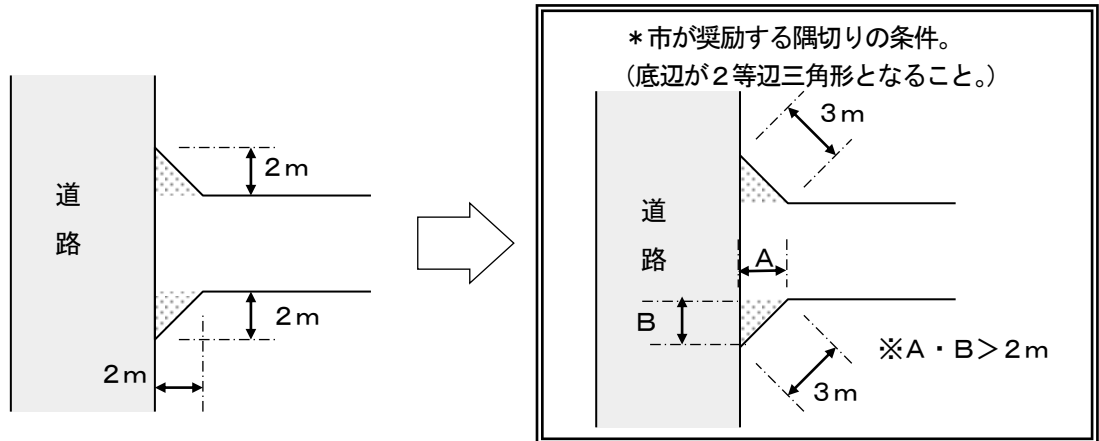 道
路
2m
2m
2m
*市が奨励する隅切りの条件。
(底辺が2等辺三角形となること。)
3m
道
路
A
B
※A・B>2m
3m